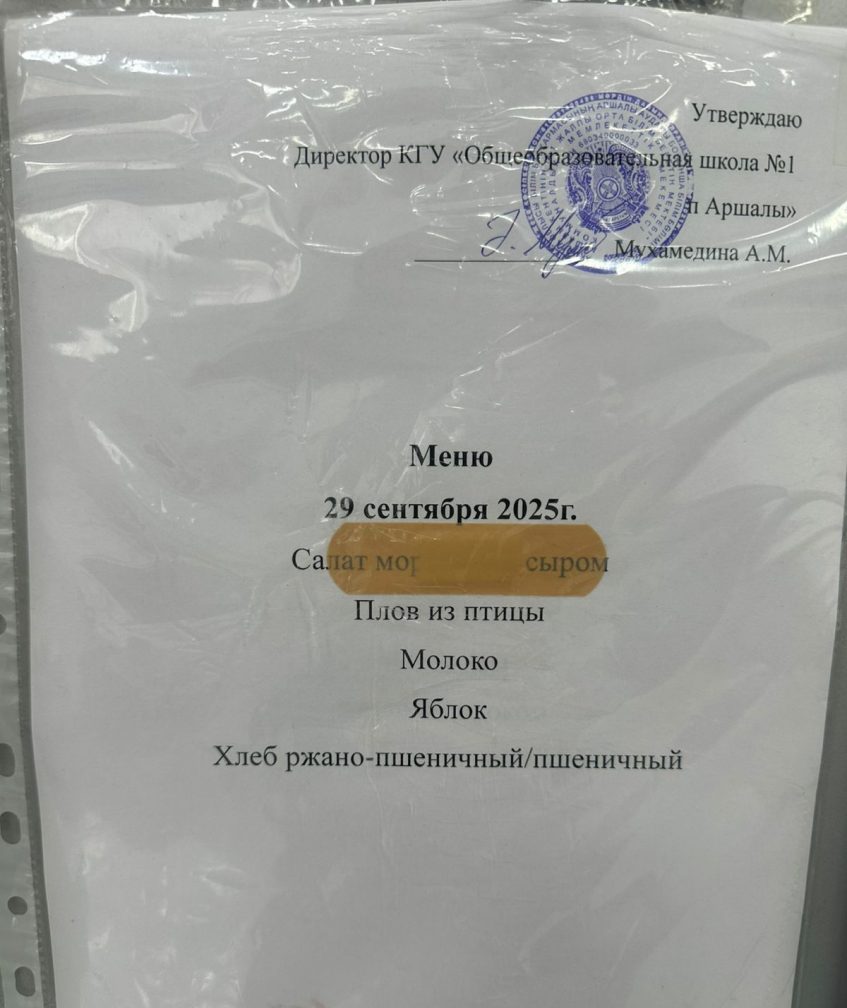 Утверждаю
Директор КГУ «Общеобразовательная школа №1
п Аршалы»
Мухамедина А.М.
Меню
29 сентября 2025г.
Салат сыром
Плов из птицы
Молоко
Яблок
Хлеб ржано-пшеничный/пшеничный